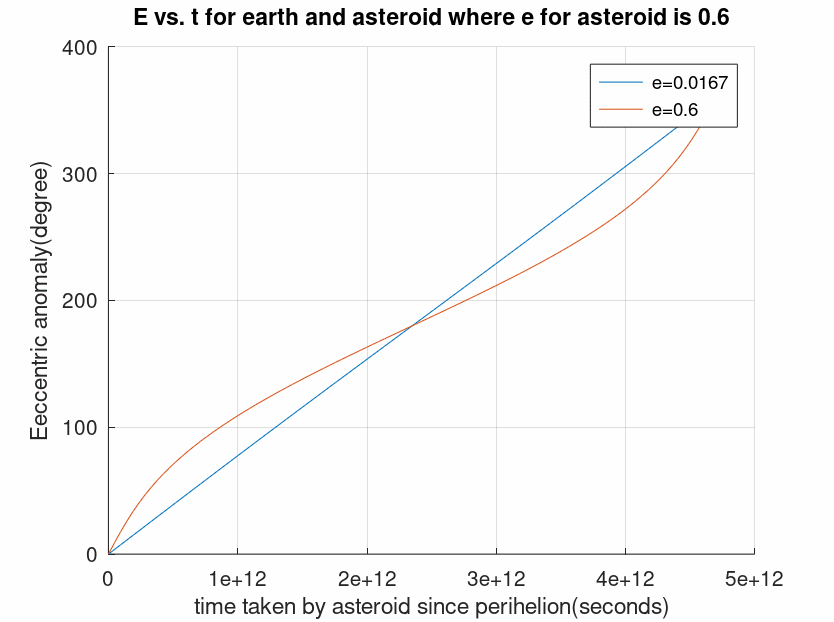 E vs. t for earth and asteroid where e for asteroid is 0.6
400
300
200
100
0
Eeccentric anomaly(degree)
e=0.0167
e=0.6
0 1e+12 2e+12 3e+12 4e+12 5e+12
time taken by asteroid since perihelion(seconds)